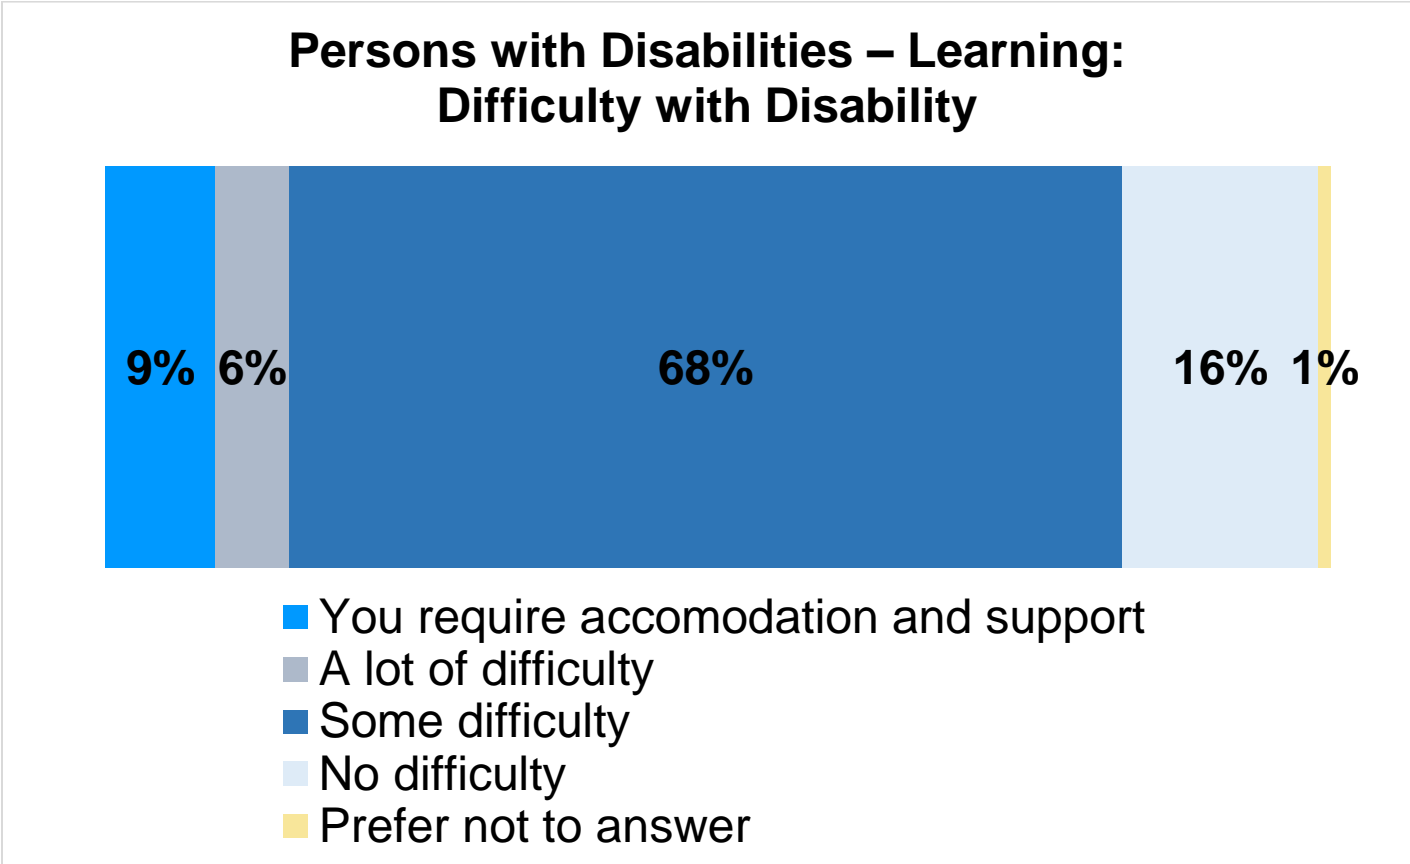 Persons with Disabilities – Learning:
Difficulty with Disability
9% 6% 68% 16% 1%
You require accomodation and support
A lot of difficulty
Some difficulty
No difficulty
Prefer not to answer